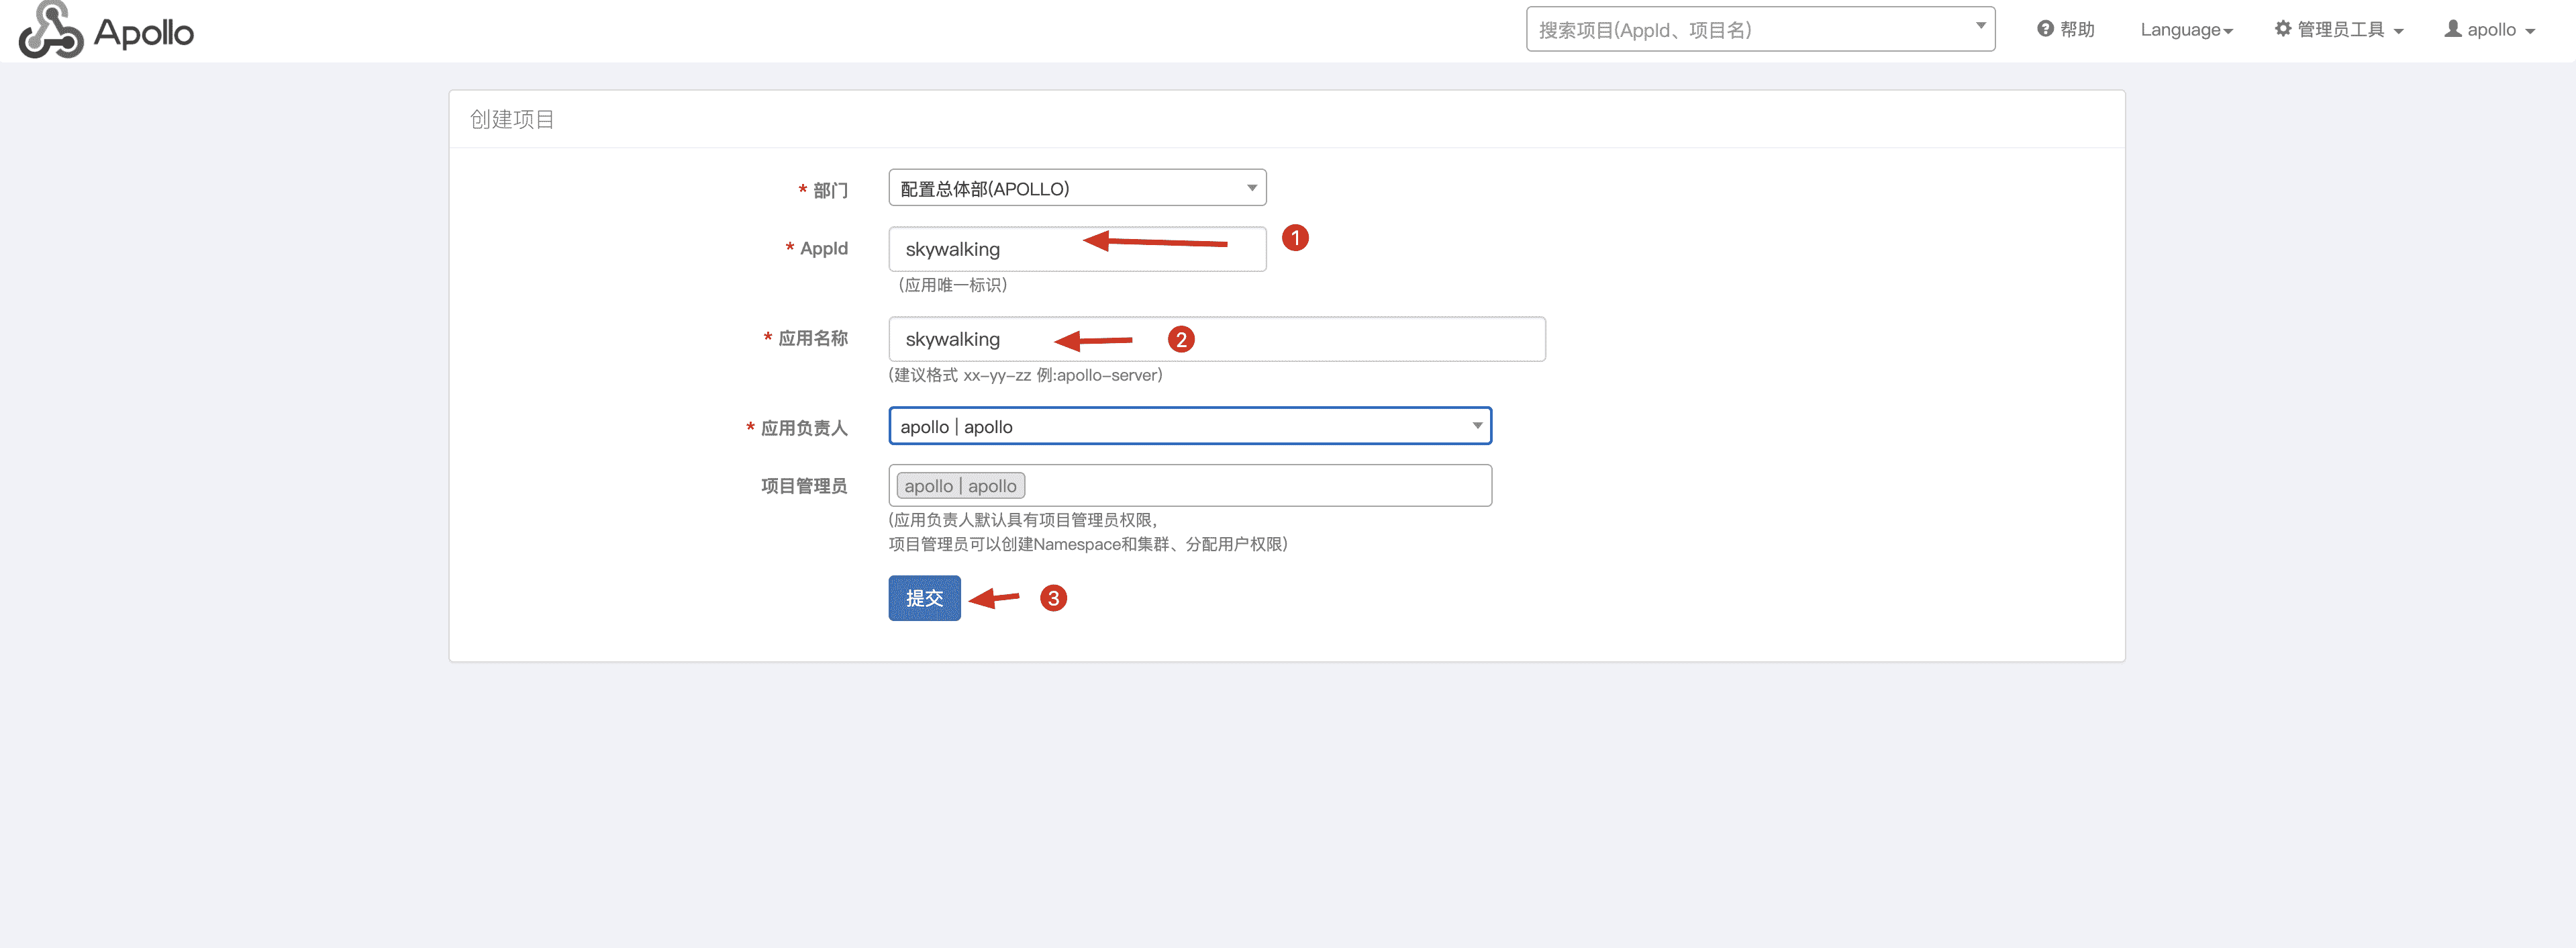 Apollo
搜索项目(AppId、项目名)
帮助
Language
管理员工具
apollo
创建项目
* 部门
配置总体部(APOLLO)
* AppId
skywalking
1
(应用唯一标识)
* 应用名称
skywalking
2
(建议格式 xx-yy-zz 例:apollo-server)
* 应用负责人
apollo | apollo
项目管理员
apollo | apollo
(应用负责人默认具有项目管理员权限，
项目管理员可以创建Namespace和集群、分配用户权限)
提交
3